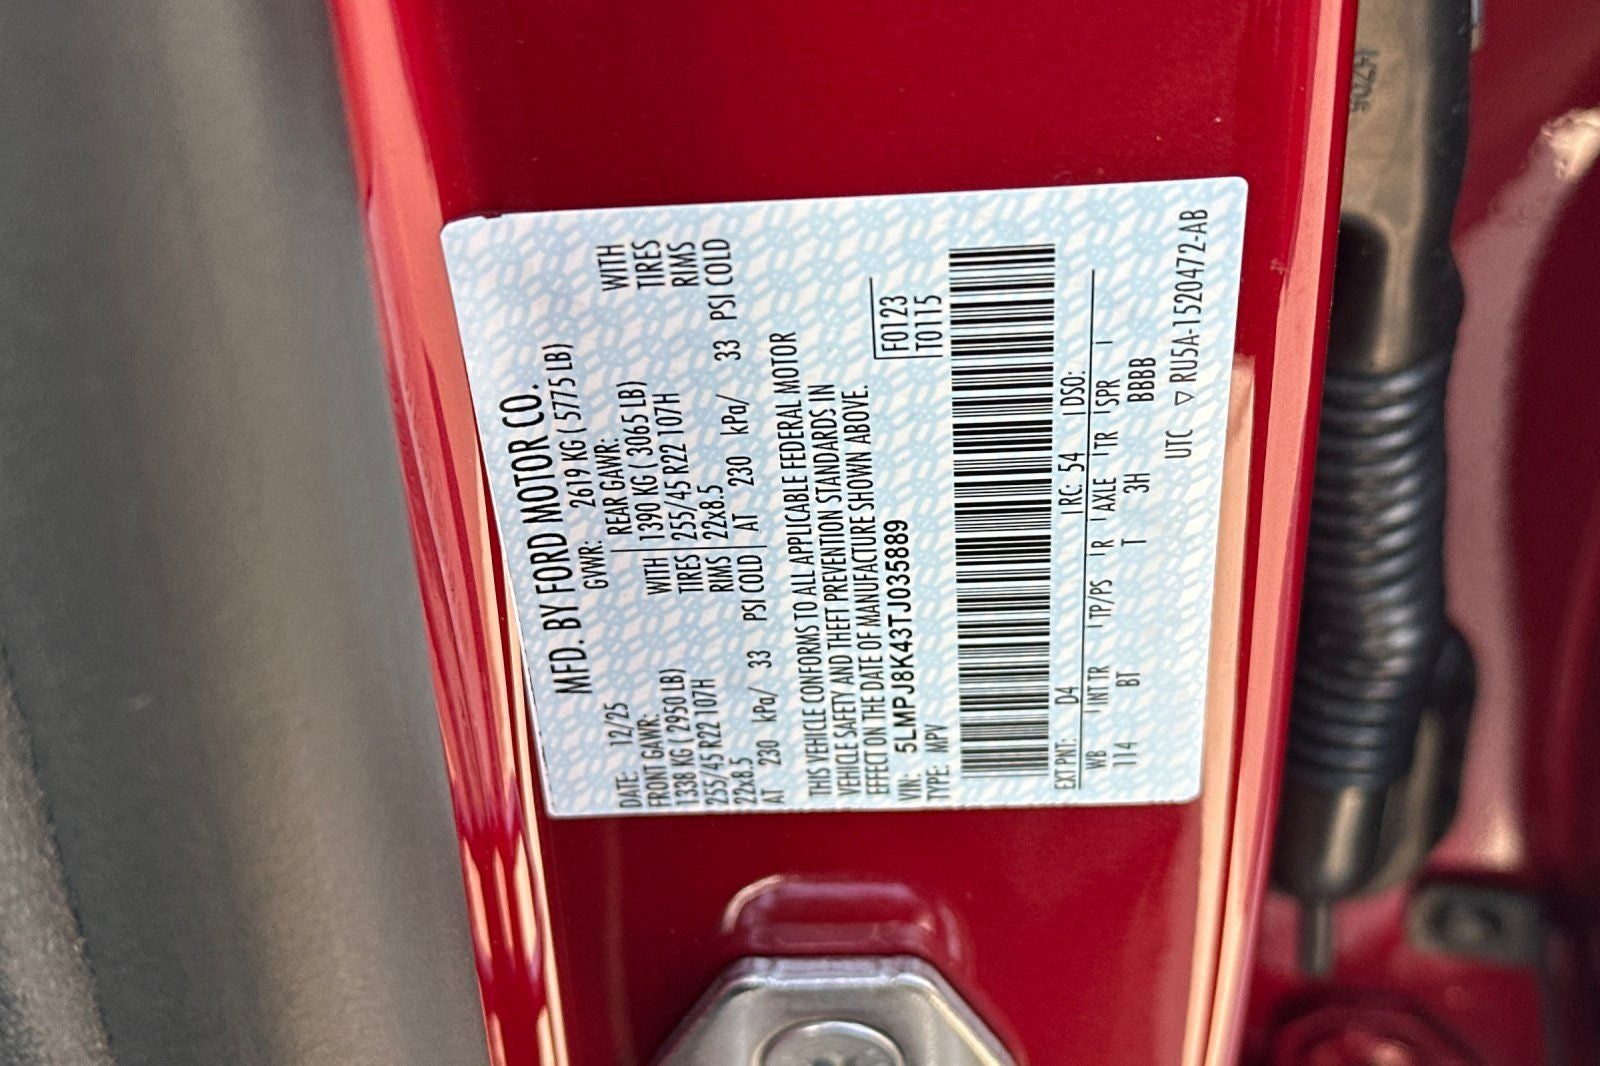 MFD. BY FORD MOTOR CO.
DATE: 12/25 GVWR: 2619 KG ( 5775 LB)
FRONT GAWR: REAR GAWR:
1338 KG ( 2950 LB) WITH 1390 KG ( 3065 LB) WITH
255/45 R22 107H TIRES 255/45 R22 107H TIRES
22x8.5 RIMS 22x8.5 RIMS
AT 230 kPa/ 33 PSI COLD AT 230 kPa/ 33 PSI COLD
THIS VEHICLE CONFORMS TO ALL APPLICABLE FEDERAL MOTOR
VEHICLE SAFETY AND THEFT PREVENTION STANDARDS IN
EFFECT ON THE DATE OF MANUFACTURE SHOWN ABOVE.
VIN: 5LMPJ8K43TJ035889 F0123
TYPE: MPV T0115
EXT PNT: D4 RC: 54 DSO:
WB INT TR TP/PS R AXLE TR SPR
114 BT T 3H BBBB
UTC ▽ RU5A-1520472-AB